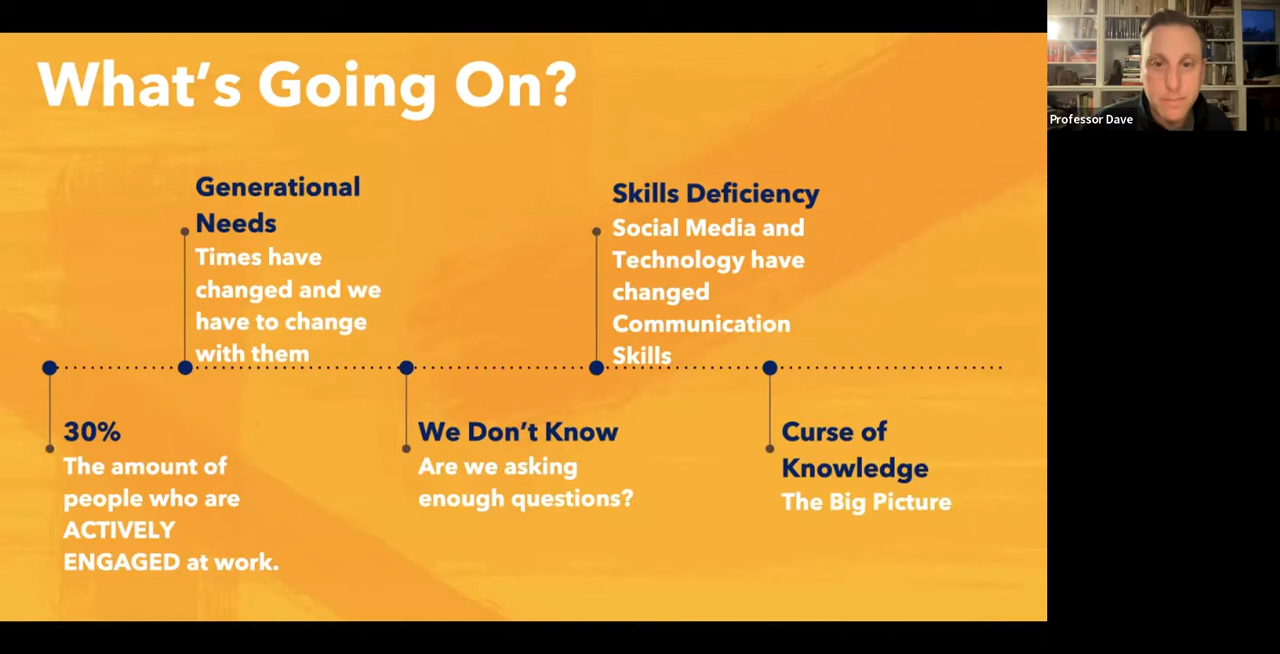 What's Going On?
Generational
Needs
Times have
changed and we
have to change
with them
Skills Deficiency
Social Media and
Technology have
changed
Communication
Skills
30%
The amount of
people who are
ACTIVELY
ENGAGED at work.
We Don't Know
Are we asking
enough questions?
Curse of
Knowledge
The Big Picture
Professor Dave